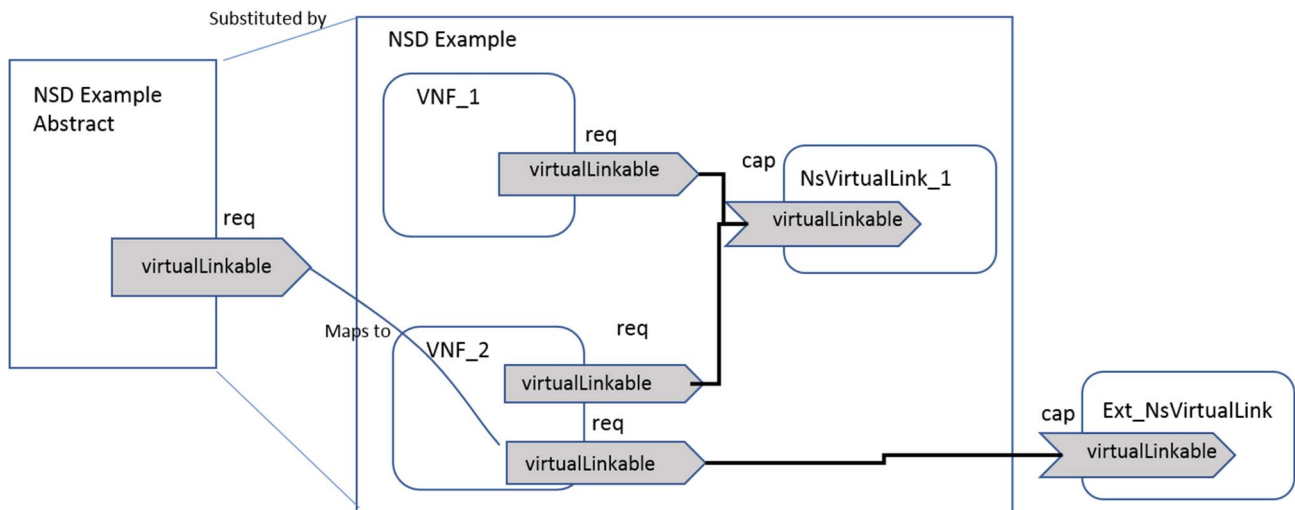 Substituted by
NSD Example
Abstract
req
virtualLinkable
Maps to
NSD Example
VNF_1
req
virtualLinkable
cap
NsVirtualLink_1
virtualLinkable
VNF_2
req
virtualLinkable
req
virtualLinkable
cap
Ext_NsVirtualLink
virtualLinkable